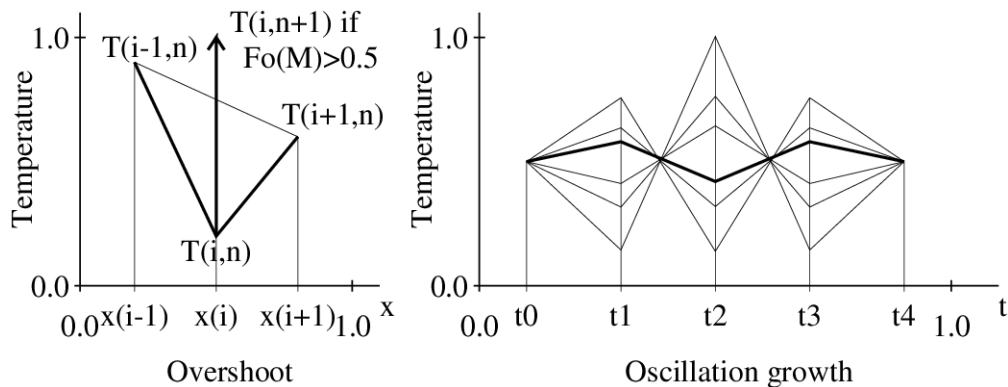 T(i,n+1) if
Fo(M)>0.5
1.0
T(i-1,n)
T(i+1,n)
Temperature
T(i,n)
0.0
0.0
x(i-1)
x(i)
x(i+1)
1.0
x
Overshoot
1.0
Temperature
0.0
0.0
t0
t1
t2
t3
t4
1.0
t
Oscillation growth